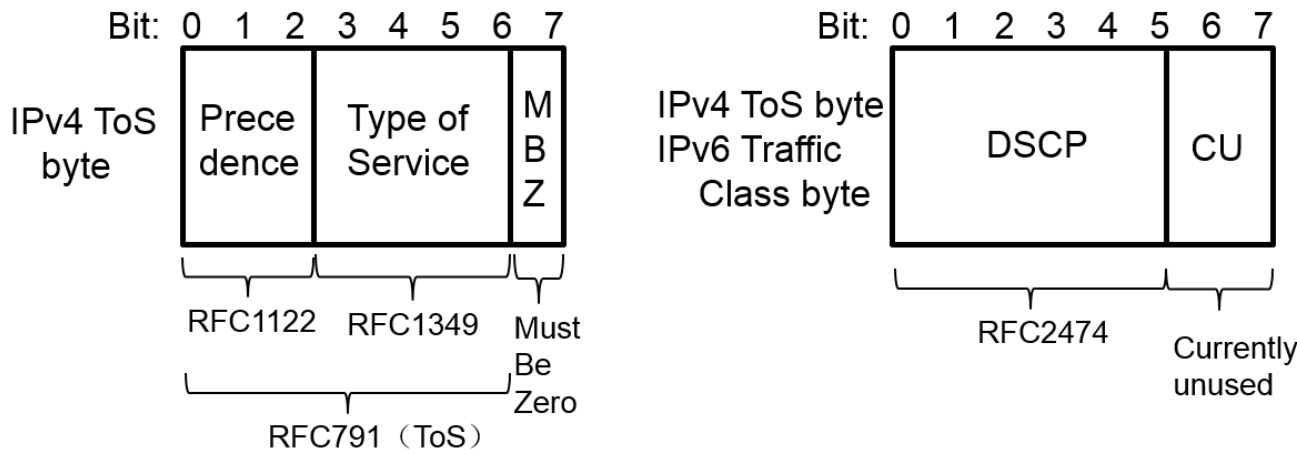 Bit: 0 1 2 3 4 5 6 7
IPv4 ToS
byte
Prece
dence
Type of
Service
M
B
Z
RFC1122
RFC1349
Must
Be
Zero
RFC791（ToS）
Bit: 0 1 2 3 4 5 6 7
IPv4 ToS byte
IPv6 Traffic
Class byte
DSCP
CU
RFC2474
Currently
unused